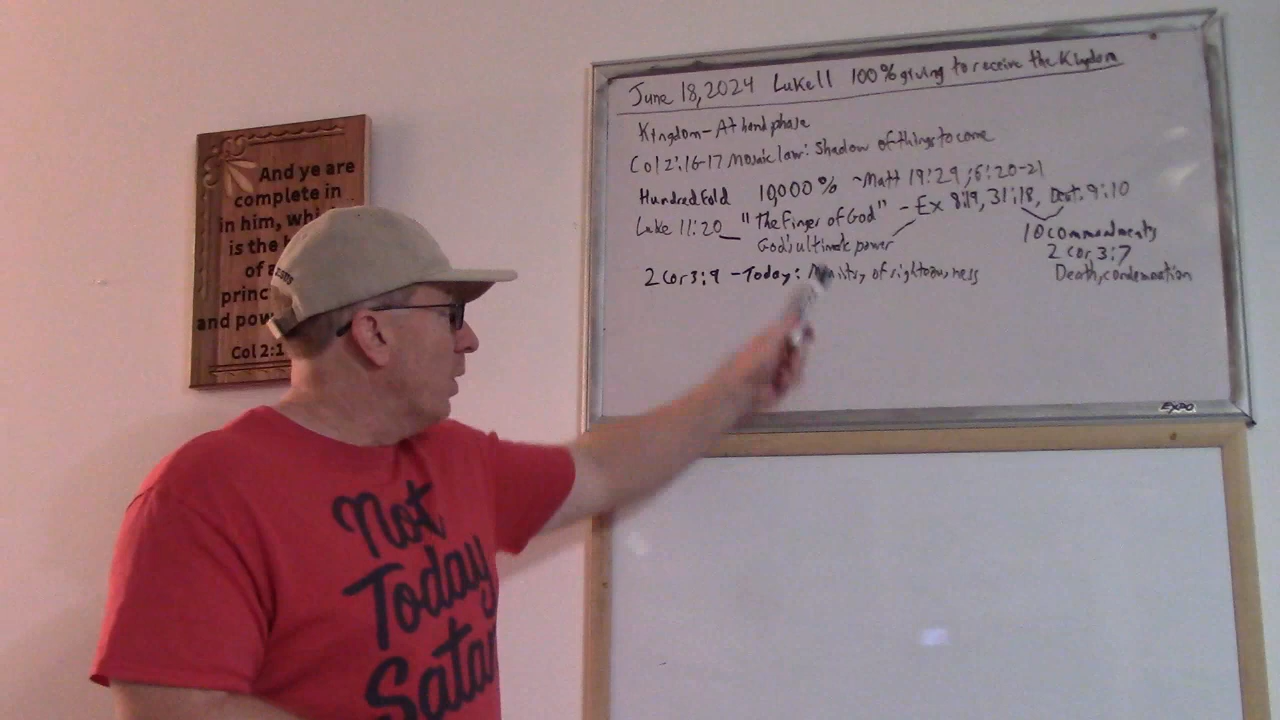 June 18, 2024 Luke 11 100% giving to receive the Kingdom
Kingdom - At hand phase
Col 2:16-17 Mosaic law: Shadow of things to come
Hundredfold 10,000% ~Matt 19:29; 6:20-21
Luke 11:20 "The Finger of God" - Ex 8:19, 31:18, Deut. 9:10
God's ultimate power
10 commandments
2 Cor 3:7
Death, condemnation
2 Cor 3:9 - Today: Ministry of righteousness
EXPO
And ye are
complete in
in him,
is the
of a
princ
and pow
Col 2:1
Not
Today
Satan